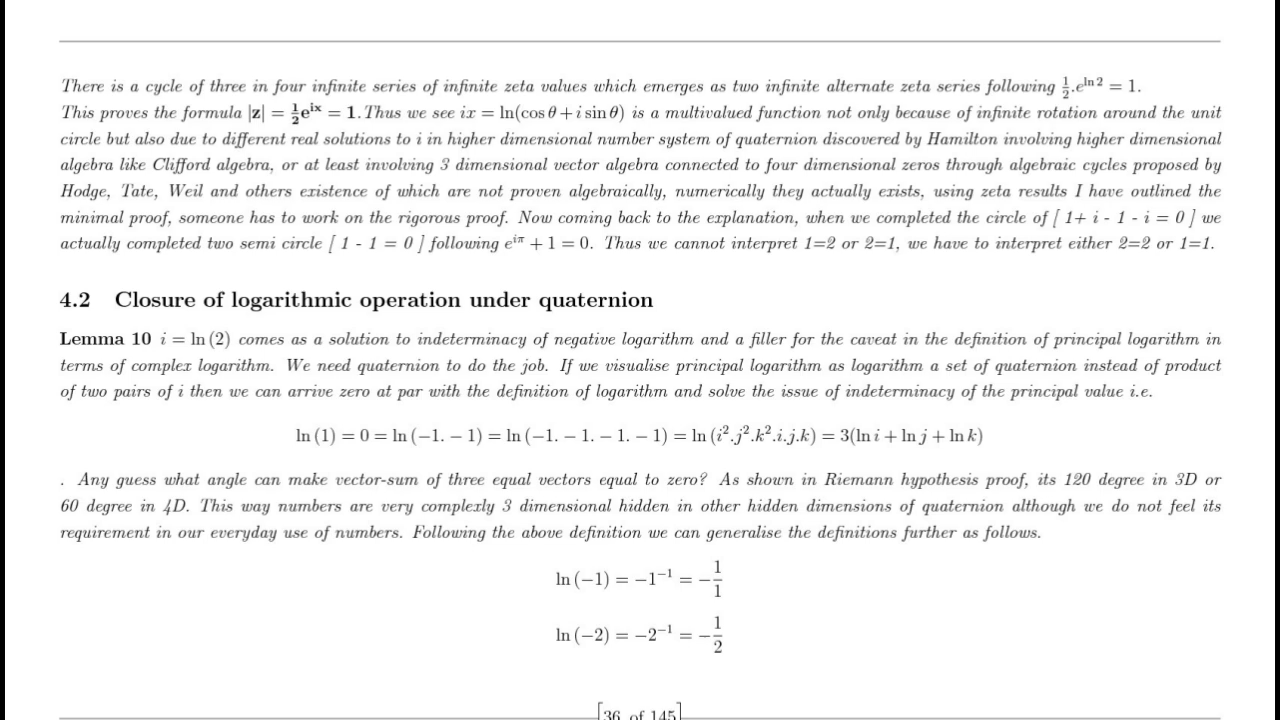 There is a cycle of three in four infinite series of infinite zeta values which emerges as two infinite alternate zeta series following 1/2.e^{ln 2} = 1.
This proves the formula |z| = 1/2 e^{ix} = 1.Thus we see ix = ln(cos θ + i sin θ) is a multivalued function not only because of infinite rotation around the unit
circle but also due to different real solutions to i in higher dimensional number system of quaternion discovered by Hamilton involving higher dimensional
algebra like Clifford algebra, or at least involving 3 dimensional vector algebra connected to four dimensional zeros through algebraic cycles proposed by
Hodge, Tate, Weil and others existence of which are not proven algebraically, numerically they actually exists, using zeta results I have outlined the
minimal proof, someone has to work on the rigorous proof. Now coming back to the explanation, when we completed the circle of [ 1+ i - 1 - i = 0 ] we
actually completed two semi circle [ 1 - 1 = 0 ] following e^{iπ} + 1 = 0. Thus we cannot interpret 1=2 or 2=1, we have to interpret either 2=2 or 1=1.
4.2 Closure of logarithmic operation under quaternion
Lemma 10 i = ln (2) comes as a solution to indeterminacy of negative logarithm and a filler for the caveat in the definition of principal logarithm in
terms of complex logarithm. We need quaternion to do the job. If we visualise principal logarithm as logarithm a set of quaternion instead of product
of two pairs of i then we can arrive zero at par with the definition of logarithm and solve the issue of indeterminacy of the principal value i.e.
ln (1) = 0 = ln (−1. − 1) = ln (−1. − 1. − 1. − 1) = ln (i².j².k².i.j.k) = 3(ln i + ln j + ln k)
. Any guess what angle can make vector-sum of three equal vectors equal to zero? As shown in Riemann hypothesis proof, its 120 degree in 3D or
60 degree in 4D. This way numbers are very complexly 3 dimensional hidden in other hidden dimensions of quaternion although we do not feel its
requirement in our everyday use of numbers. Following the above definition we can generalise the definitions further as follows.
ln (−1) = −1⁻¹ = −1/1
ln (−2) = −2⁻¹ = −1/2
[36 of 145]